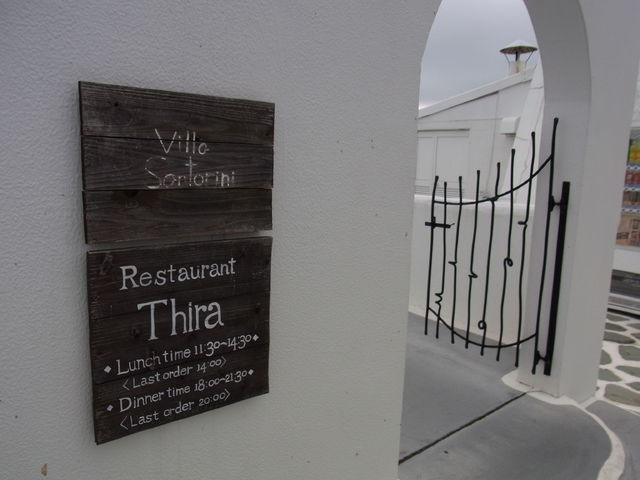 Villa
Santorini
Restaurant
Thira
◆ Lunch time 11:30~14:30 ◆
<Last order 14:00>
◆ Dinner time 18:00~21:30 ◆
<Last order 20:00>